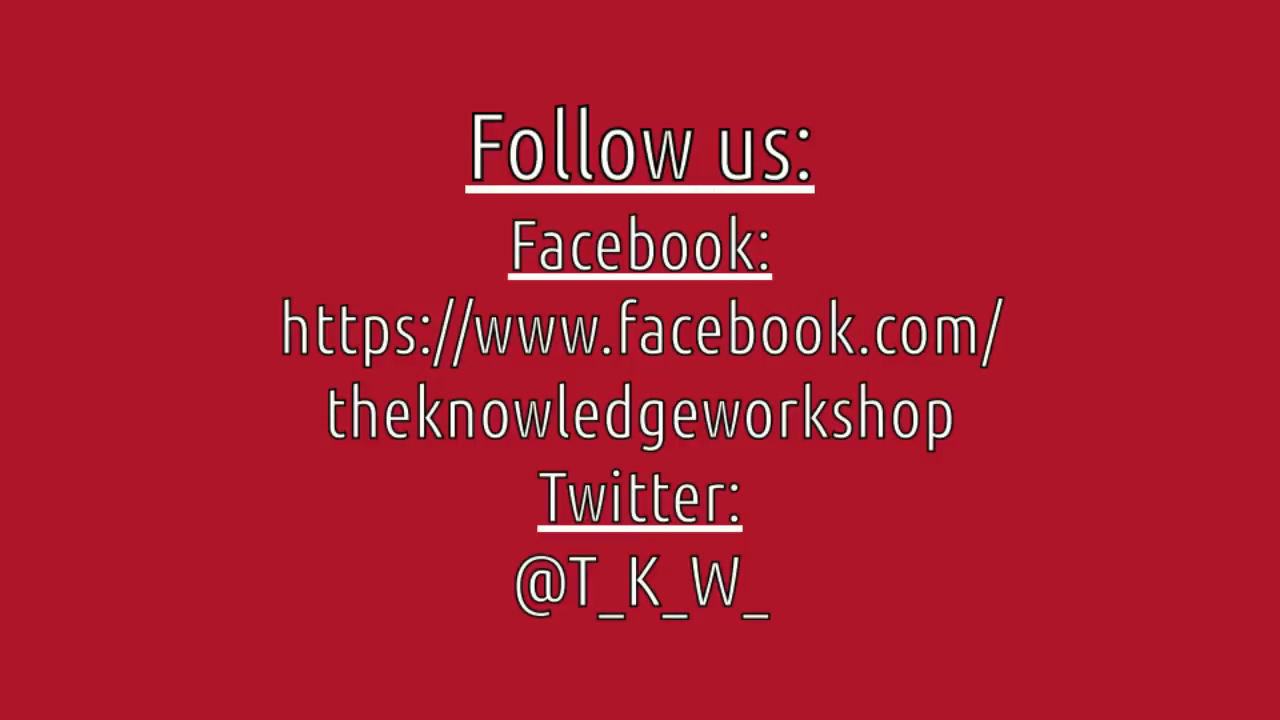 Follow us:
Facebook:
https://www.facebook.com/
theknowledgeworkshop
Twitter:
@T_K_W_